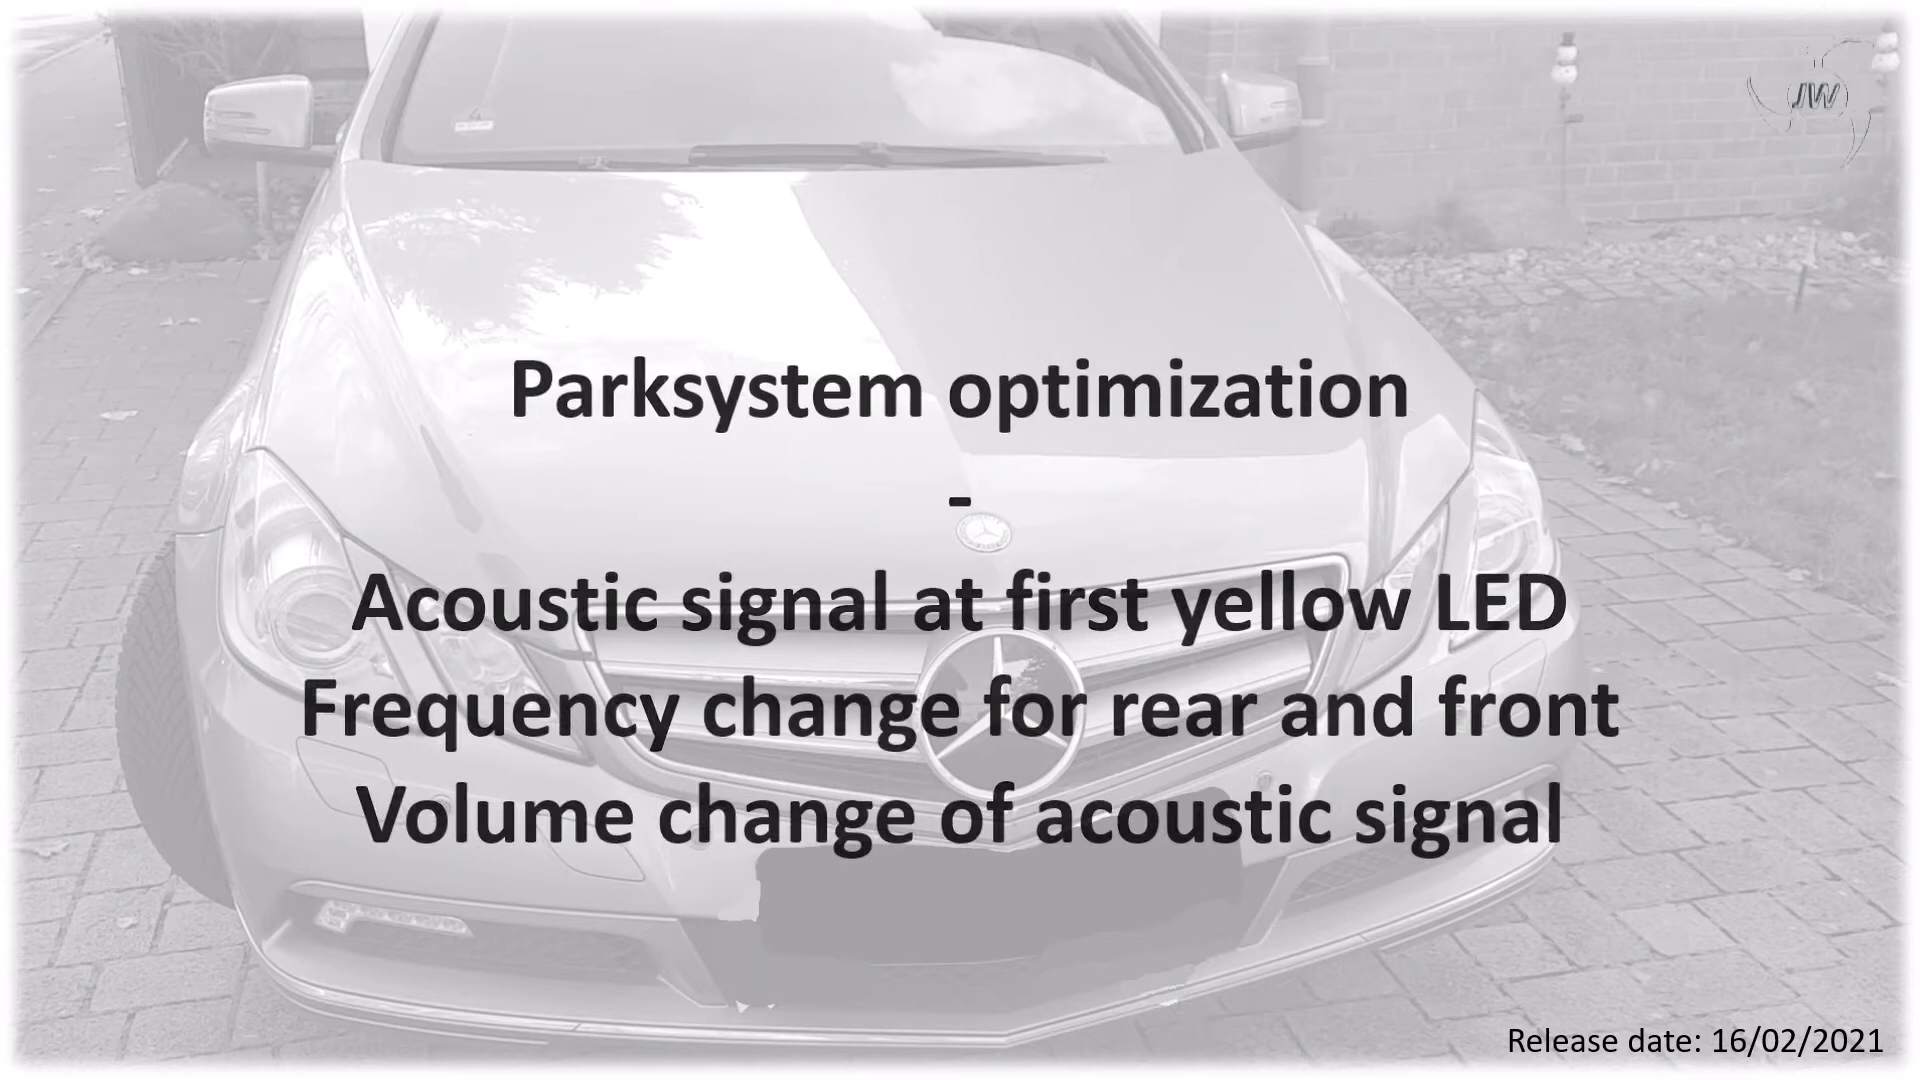 JW
Parksystem optimization
-
Acoustic signal at first yellow LED
Frequency change for rear and front
Volume change of acoustic signal
Release date: 16/02/2021